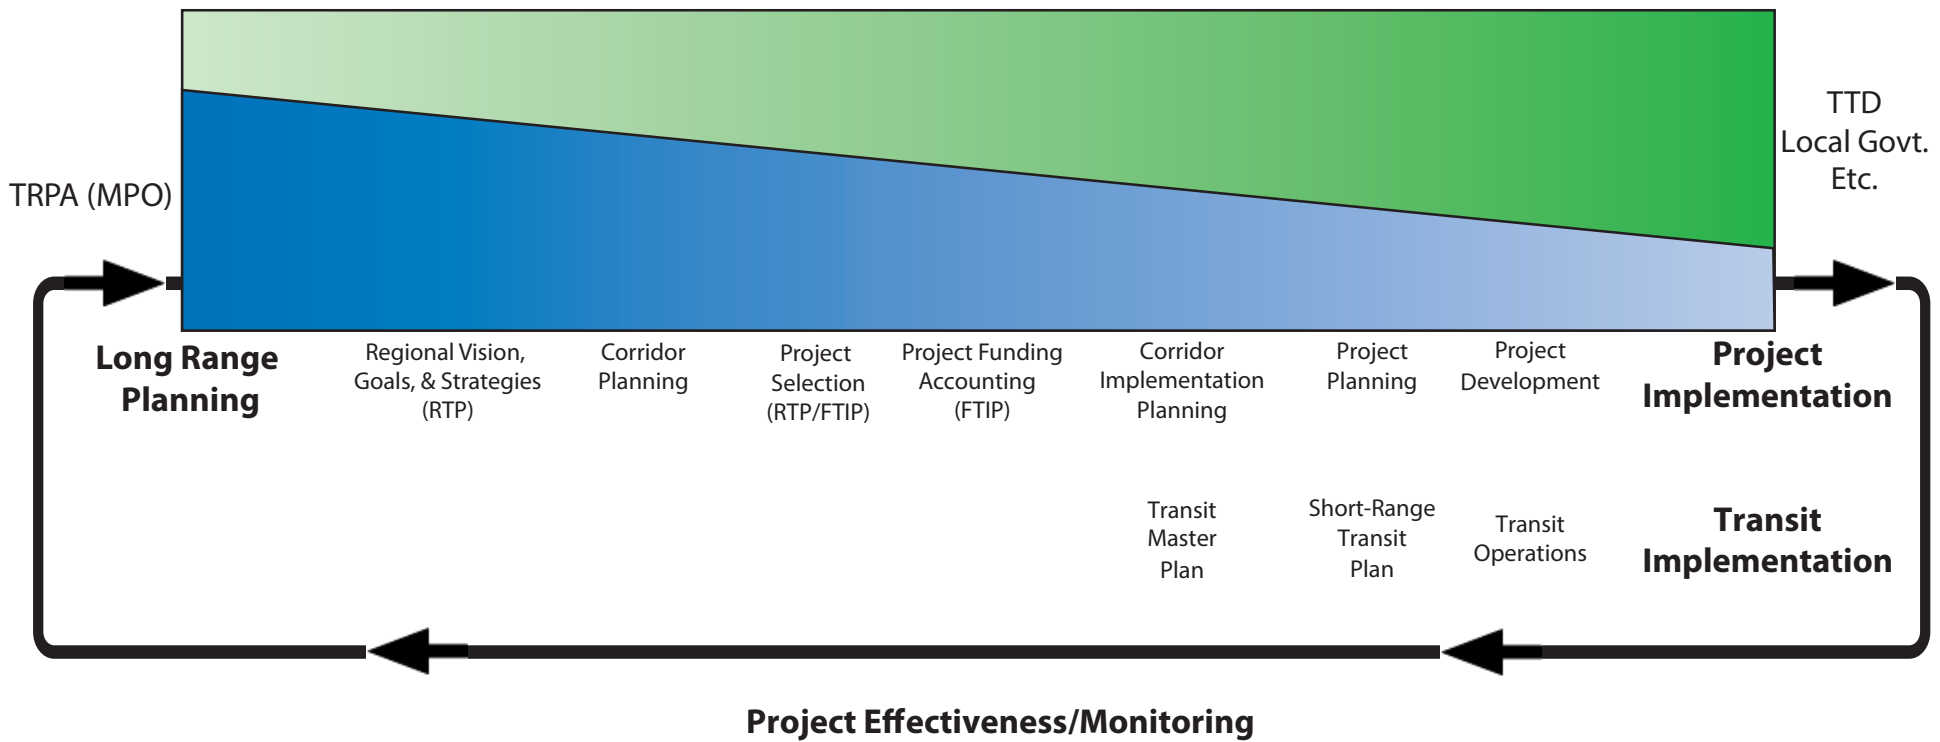 TRPA (MPO)
TTD
Local Govt.
Etc.
Long Range
Planning
Regional Vision,
Goals, & Strategies
(RTP)
Corridor
Planning
Project
Selection
(RTP/FTIP)
Project Funding
Accounting
(FTIP)
Corridor
Implementation
Planning
Project
Planning
Project
Development
Project
Implementation
Transit
Master
Plan
Short-Range
Transit
Plan
Transit
Operations
Transit
Implementation
Project Effectiveness/Monitoring